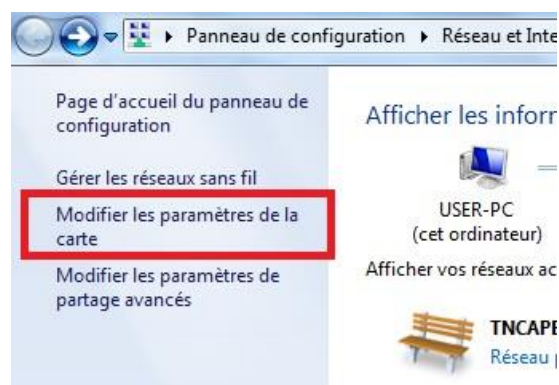 Panneau de configuration Réseau et Inte
Page d'accueil du panneau de
configuration
Gérer les réseaux sans fil
Modifier les paramètres de la
carte
Modifier les paramètres de
partage avancés
Afficher les inform
USER-PC
(cet ordinateur)
Afficher vos réseaux ac
TNCAPE
Réseau p